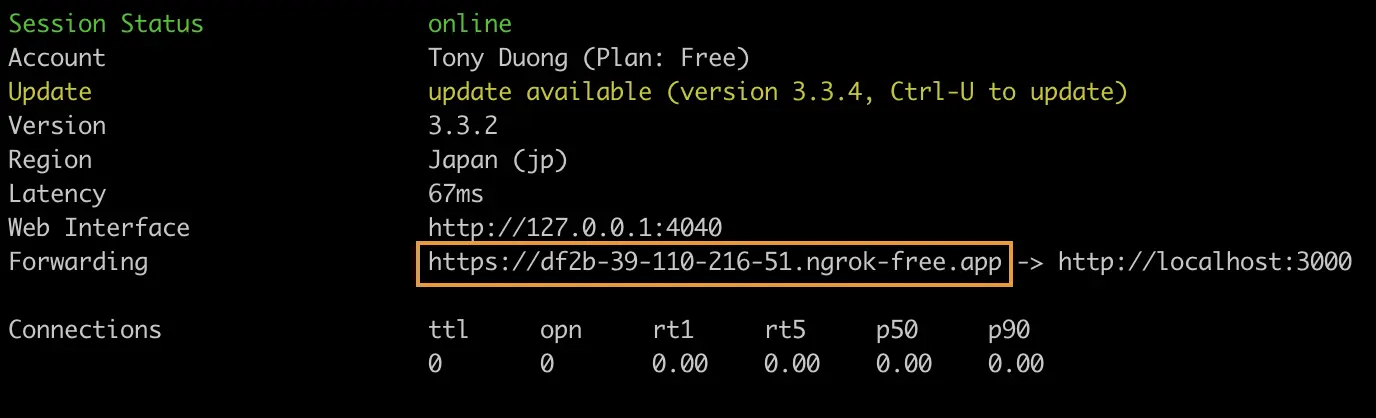 Session Status online
Account Tony Duong (Plan: Free)
Update update available (version 3.3.4, Ctrl-U to update)
Version 3.3.2
Region Japan (jp)
Latency 67ms
Web Interface http://127.0.0.1:4040
Forwarding https://df2b-39-110-216-51.ngrok-free.app -> http://localhost:3000
Connections ttl opn rt1 rt5 p50 p90
0 0 0.00 0.00 0.00 0.00